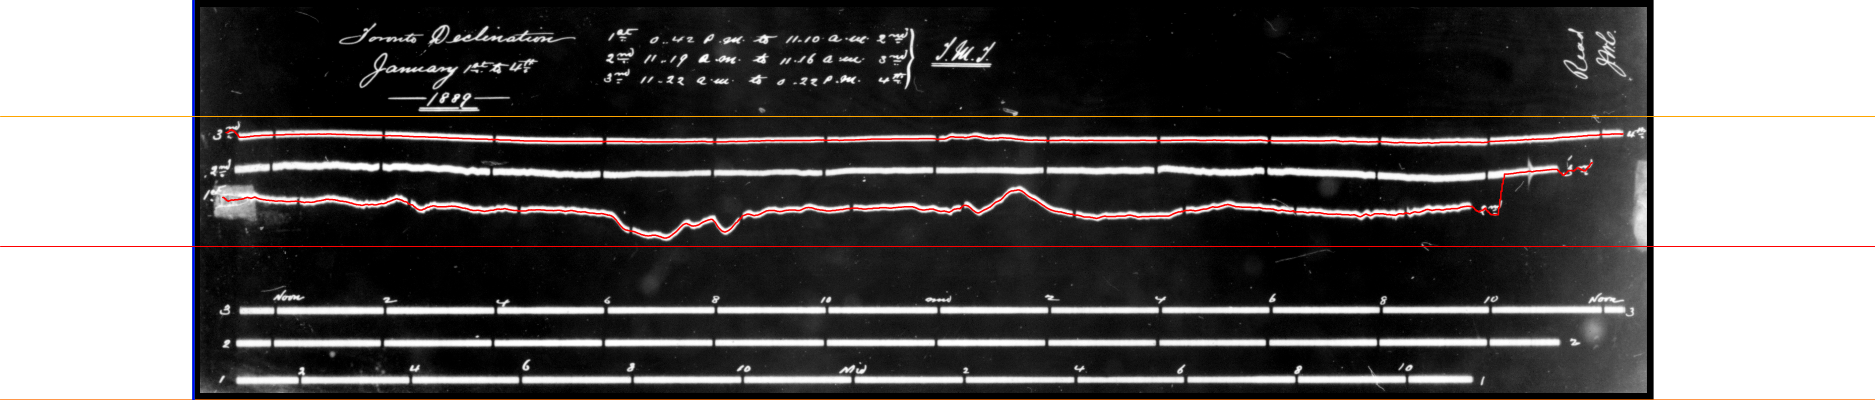 Toronto Declination
January 1st to 4th
1889
1st 0.42 P.M. to 11.10 a.m. 2nd
2nd 11.19 a.m. to 11.16 a.m. 3rd
3rd 11.22 a.m. to 0.22 P.M. 4th
T.M.T.
Read
3rd 4th
2nd
1st
Noon 2 4 6 8 10 mid 2 4 6 8 10 Noon
3 3
2 2
2 4 6 8 10 Mid 2 4 6 8 10
1 1